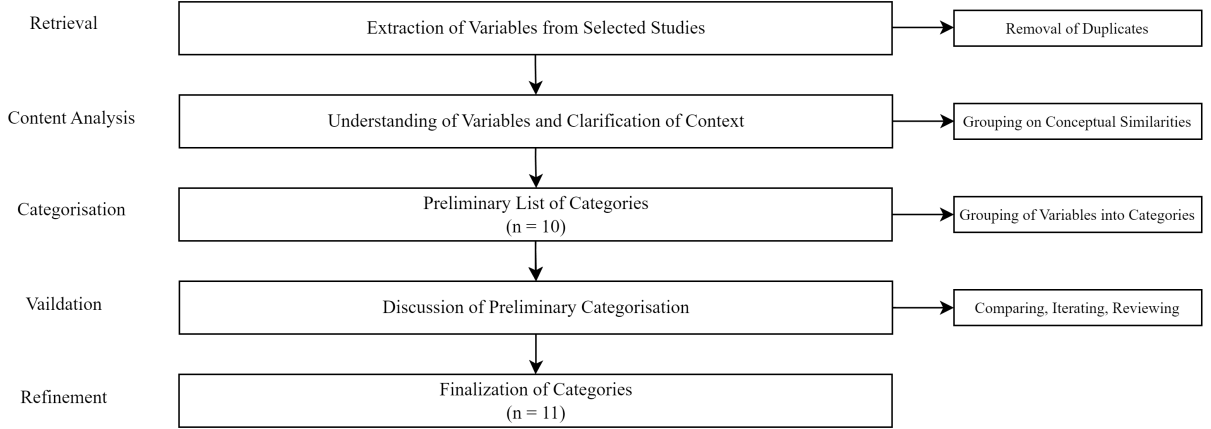 Retrieval
Extraction of Variables from Selected Studies
Removal of Duplicates
Content Analysis
Understanding of Variables and Clarification of Context
Grouping on Conceptual Similarities
Categorisation
Preliminary List of Categories
(n = 10)
Grouping of Variables into Categories
Vaildation
Discussion of Preliminary Categorisation
Comparing, Iterating, Reviewing
Refinement
Finalization of Categories
(n = 11)